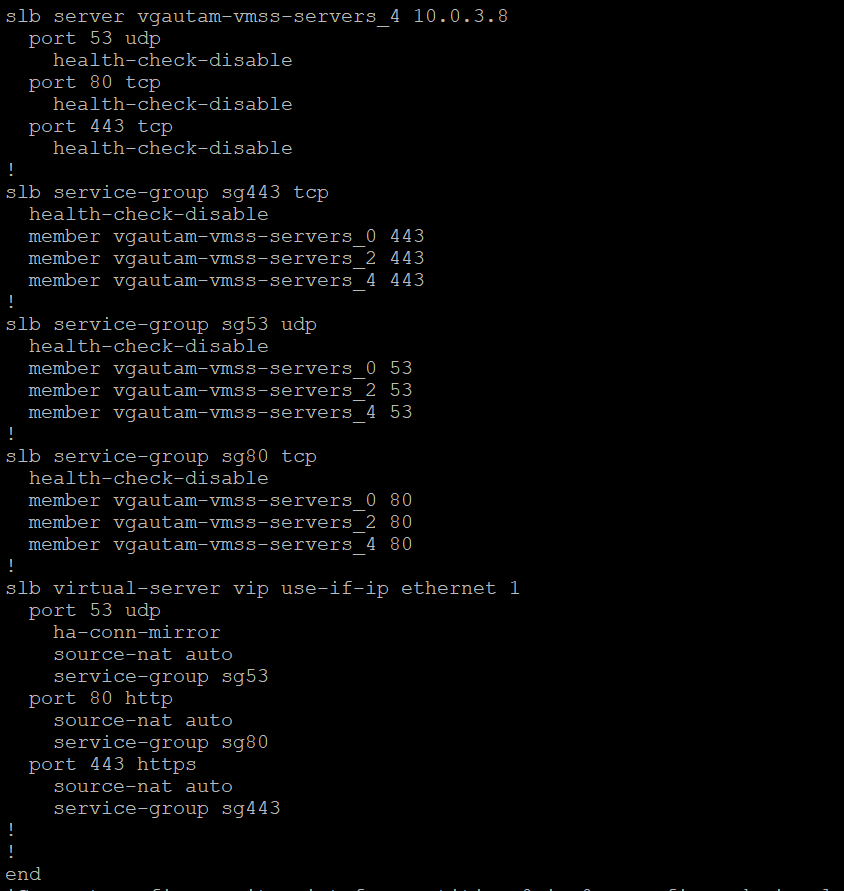 slb server vgautam-vmss-servers_4 10.0.3.8
  port 53 udp
    health-check-disable
  port 80 tcp
    health-check-disable
  port 443 tcp
    health-check-disable
!
slb service-group sg443 tcp
  health-check-disable
  member vgautam-vmss-servers_0 443
  member vgautam-vmss-servers_2 443
  member vgautam-vmss-servers_4 443
!
slb service-group sg53 udp
  health-check-disable
  member vgautam-vmss-servers_0 53
  member vgautam-vmss-servers_2 53
  member vgautam-vmss-servers_4 53
!
slb service-group sg80 tcp
  health-check-disable
  member vgautam-vmss-servers_0 80
  member vgautam-vmss-servers_2 80
  member vgautam-vmss-servers_4 80
!
slb virtual-server vip use-if-ip ethernet 1
  port 53 udp
    ha-conn-mirror
    source-nat auto
    service-group sg53
  port 80 http
    source-nat auto
    service-group sg80
  port 443 https
    source-nat auto
    service-group sg443
!
!
end